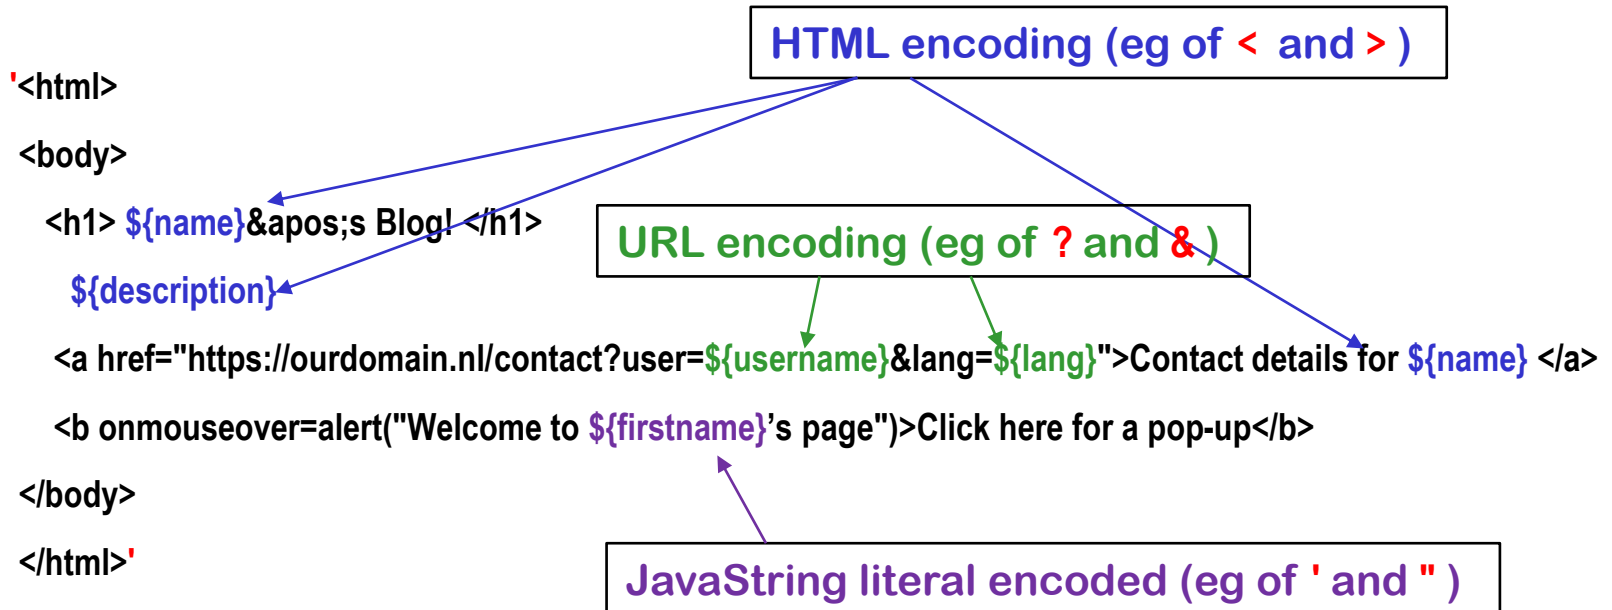 HTML encoding (eg of < and > )
'<html>
<body>
<h1> ${name}&apos;s Blog! </h1>
URL encoding (eg of ? and & )
${description}
<a href="https://ourdomain.nl/contact?user=${username}&lang=${lang}">Contact details for ${name} </a>
<b onmouseover=alert("Welcome to ${firstname}’s page")>Click here for a pop-up</b>
</body>
</html>'
JavaString literal encoded (eg of ' and " )